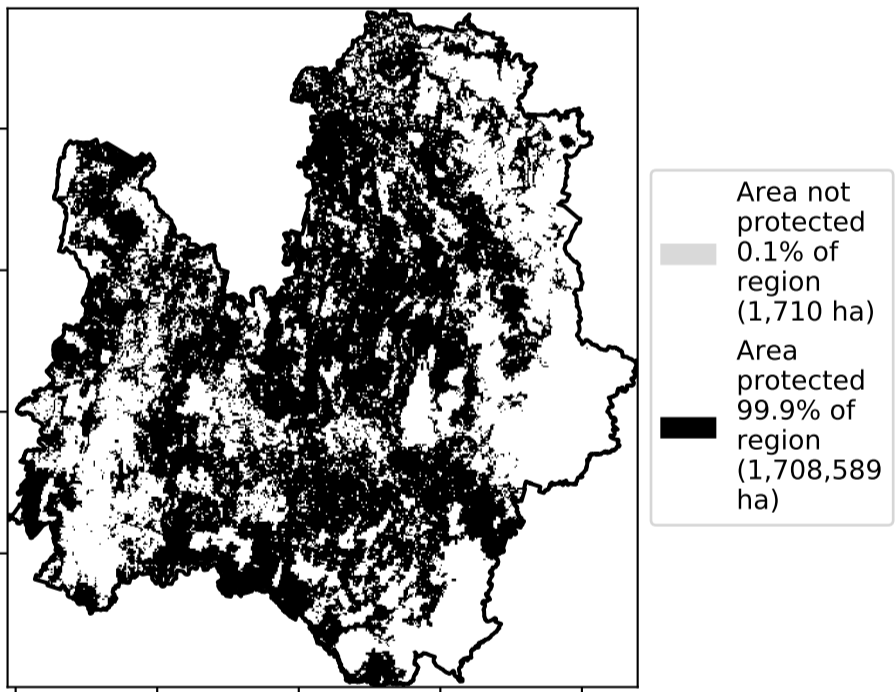 Area not
protected
0.1% of
region
(1,710 ha)
Area
protected
99.9% of
region
(1,708,589
ha)